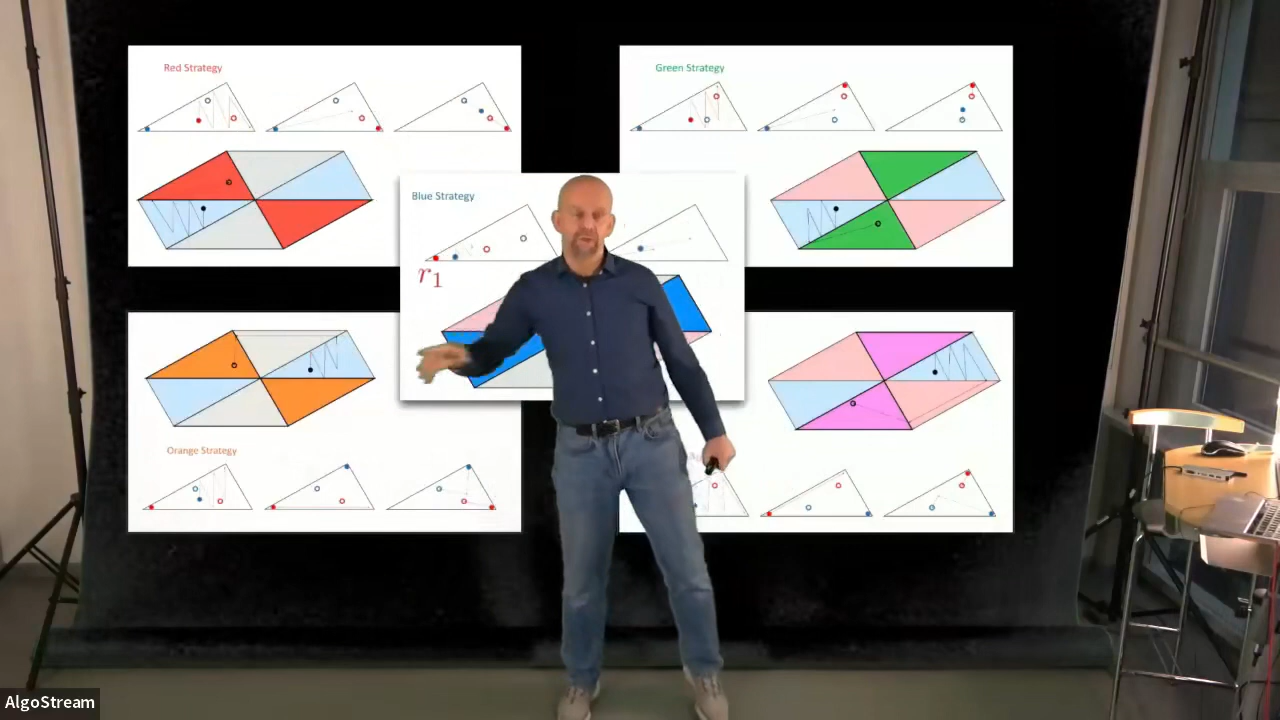 Red Strategy
Green Strategy
Blue Strategy
r1
Orange Strategy
AlgoStream